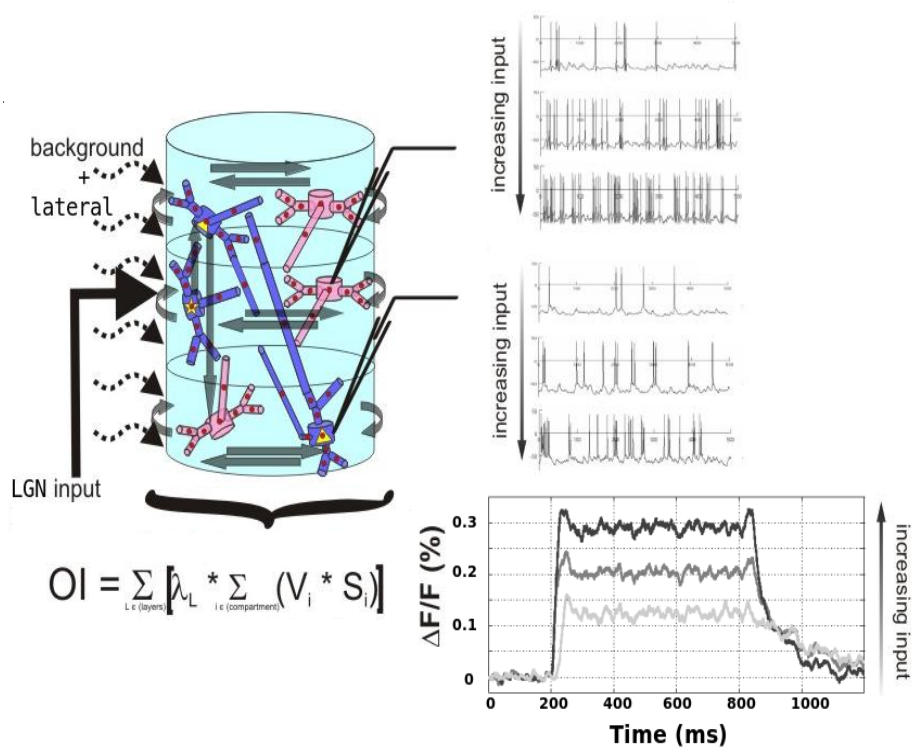 background
+
lateral
LGN input
increasing input
increasing input
OI = Σ [λL * Σ (Vi * Si)]
L ε (layers) i ε (compartment)
ΔF/F (%)
0.3
0.2
0.1
0
0 200 400 600 800 1000
Time (ms)
increasing input